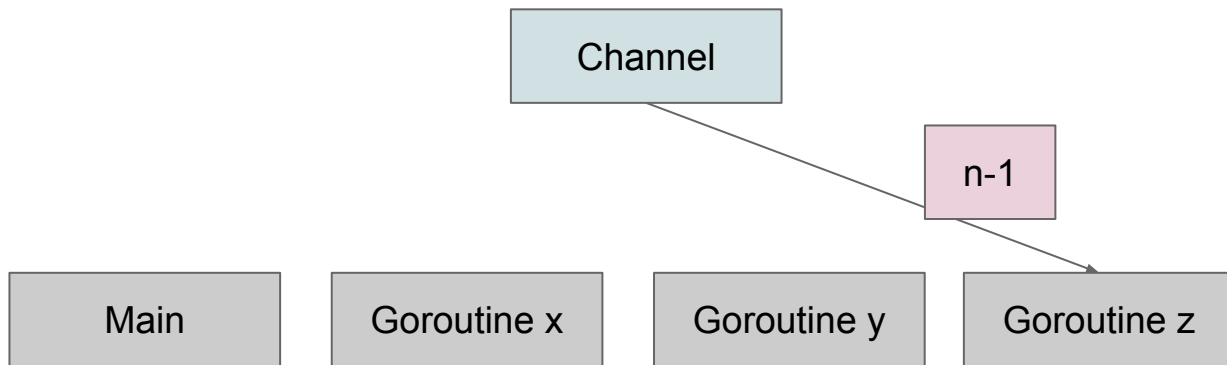 Channel
n-1
Main
Goroutine x
Goroutine y
Goroutine z